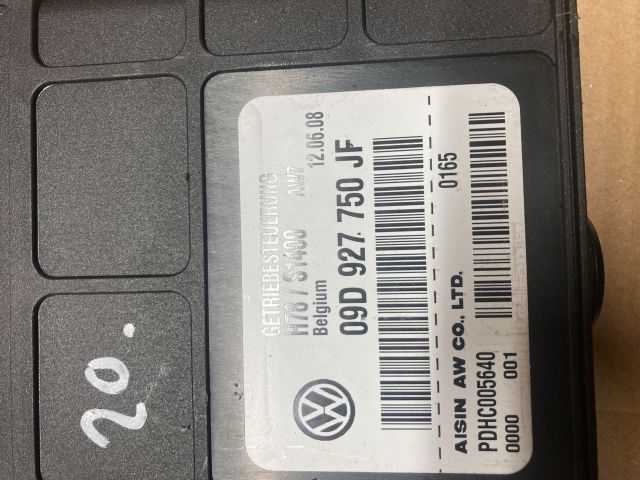 GETRIEBESTEUERUNG
H78 / S1400 AW7
Belgium 12.06.08
09D 927 750 JF
0165
AISIN AW CO., LTD.
PDHC005640
0000 001
20.